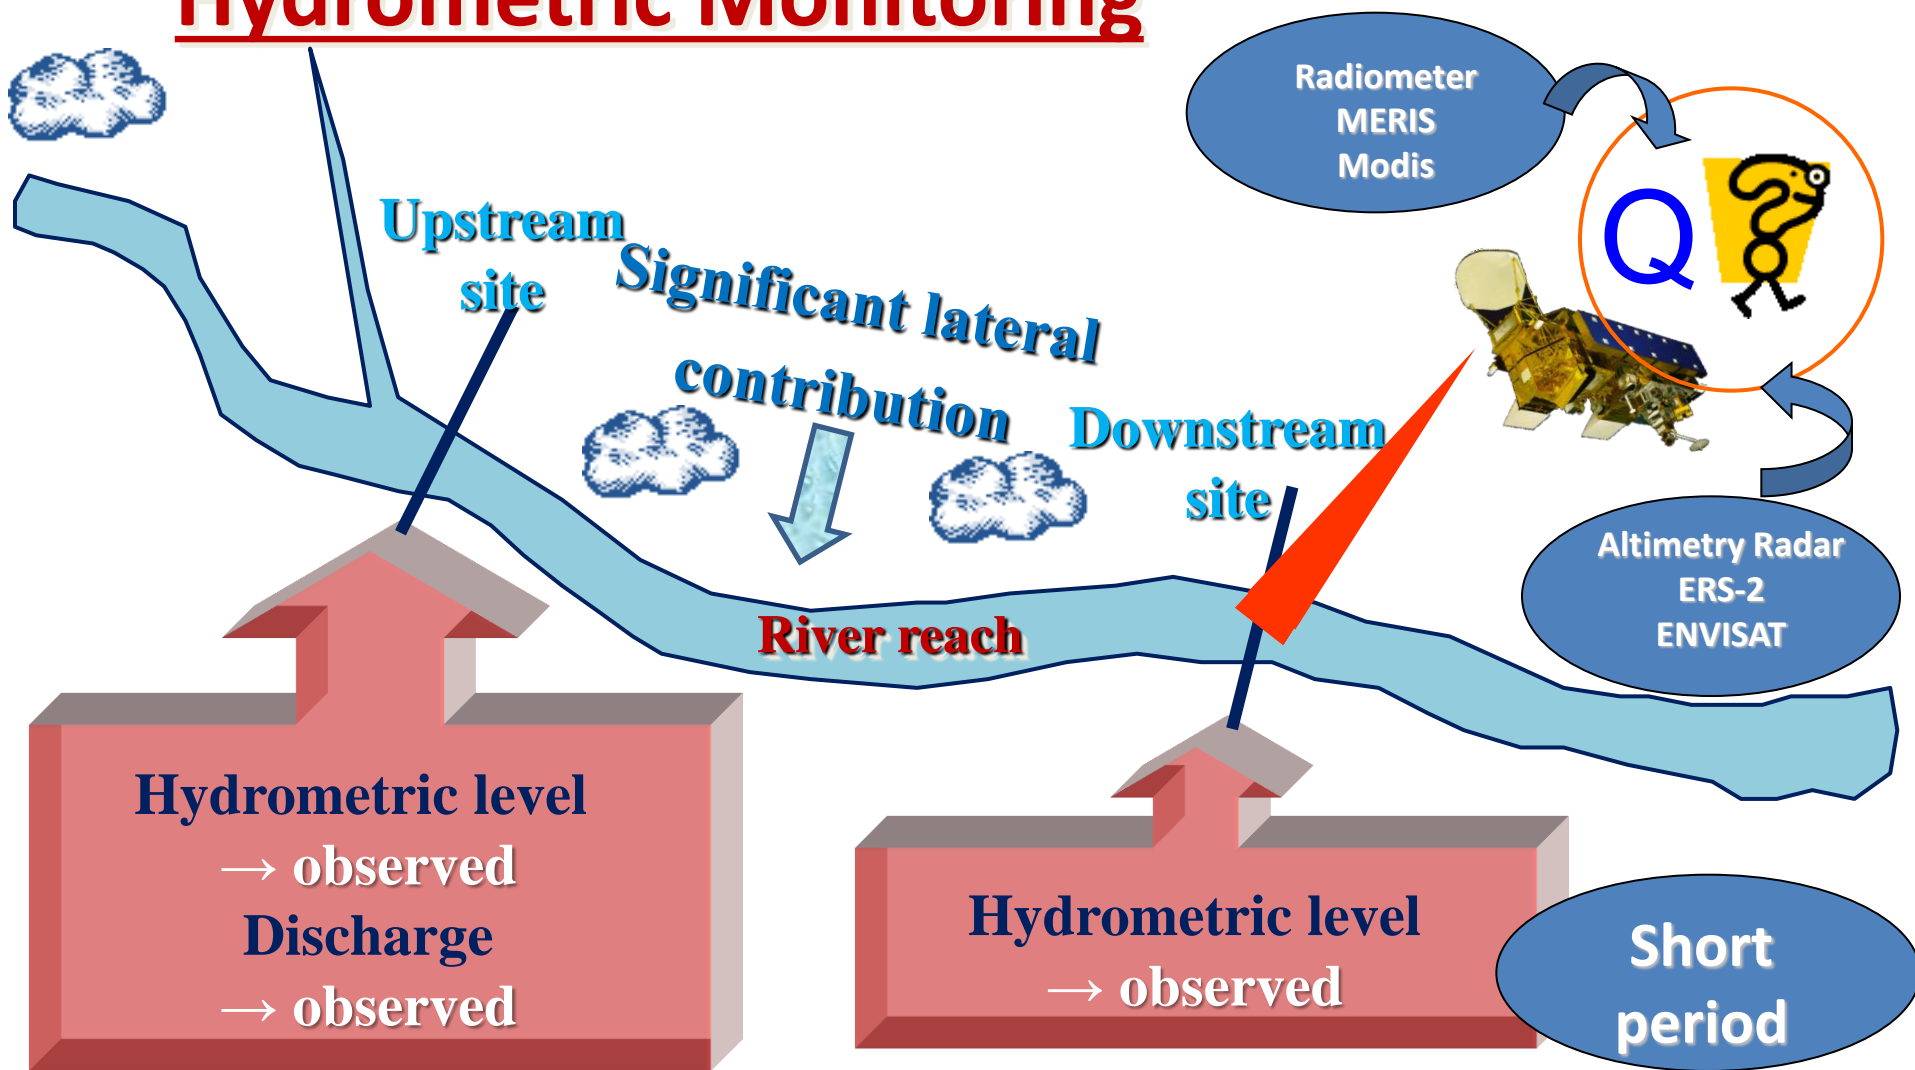 Hydrometric Monitoring
Radiometer
MERIS
Modis
Q
Upstream
site
Significant lateral
contribution
Downstream
site
Altimetry Radar
ERS-2
ENVISAT
River reach
Hydrometric level
→ observed
Discharge
→ observed
Hydrometric level
→ observed
Short
period